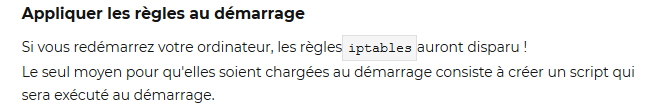 Appliquer les règles au démarrage
Si vous redémarrez votre ordinateur, les règles iptables auront disparu !
Le seul moyen pour qu'elles soient chargées au démarrage consiste à créer un script qui
sera exécuté au démarrage.